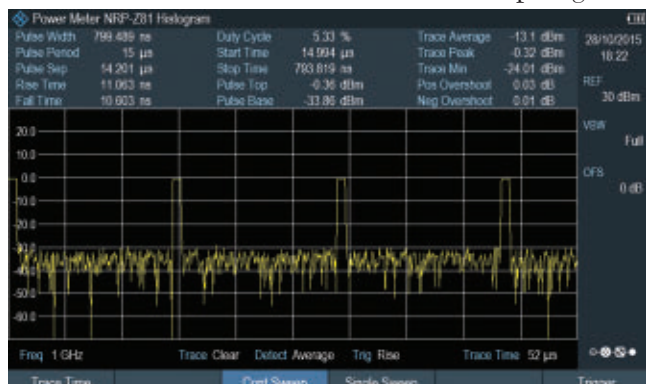 Power Meter NRP-Z81 Histogram
Pulse Width 799.489 ns Duty Cycle 5.33 % Trace Average -13.1 dBm 28/10/2015
Pulse Period 15 µs Start Time 14.994 µs Trace Peak -0.32 dBm 18:22
Pulse Sep 14.201 µs Stop Time 793.819 ns Trace Min -24.01 dBm
Rise Time 11.063 ns Pulse Top -0.36 dBm Pos Overshoot 0.03 dB REF
Fall Time 10.603 ns Pulse Base -33.86 Neg Overshoot 0.01 dB 30 dBm
VBW
20.0 Full
10.0
0.0 OFS
0 dB
-20.0
-50.0
-60.0
Freq 1 GHz Trace Clear Detect Average Trig Rise Trace Time 52 µs
Trace Time Cont Sweep Single Sweep Trigger